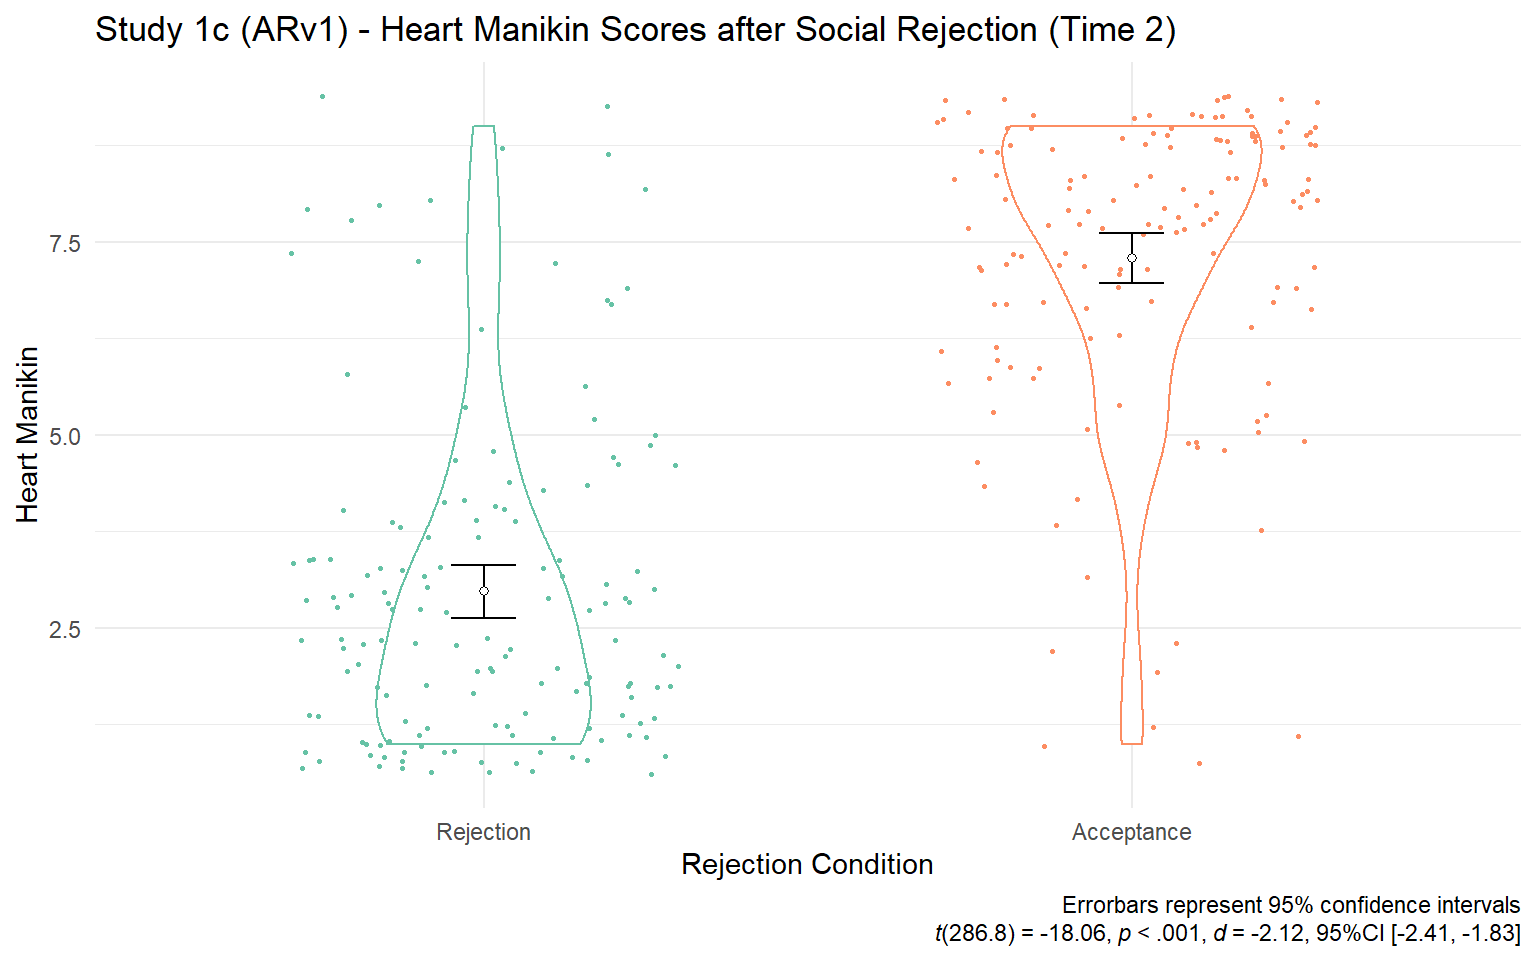 Study 1c (ARv1) - Heart Manikin Scores after Social Rejection (Time 2)
Heart Manikin
7.5
5.0
2.5
Rejection
Acceptance
Rejection Condition
Errorbars represent 95% confidence intervals
t(286.8) = -18.06, p < .001, d = -2.12, 95%CI [-2.41, -1.83]